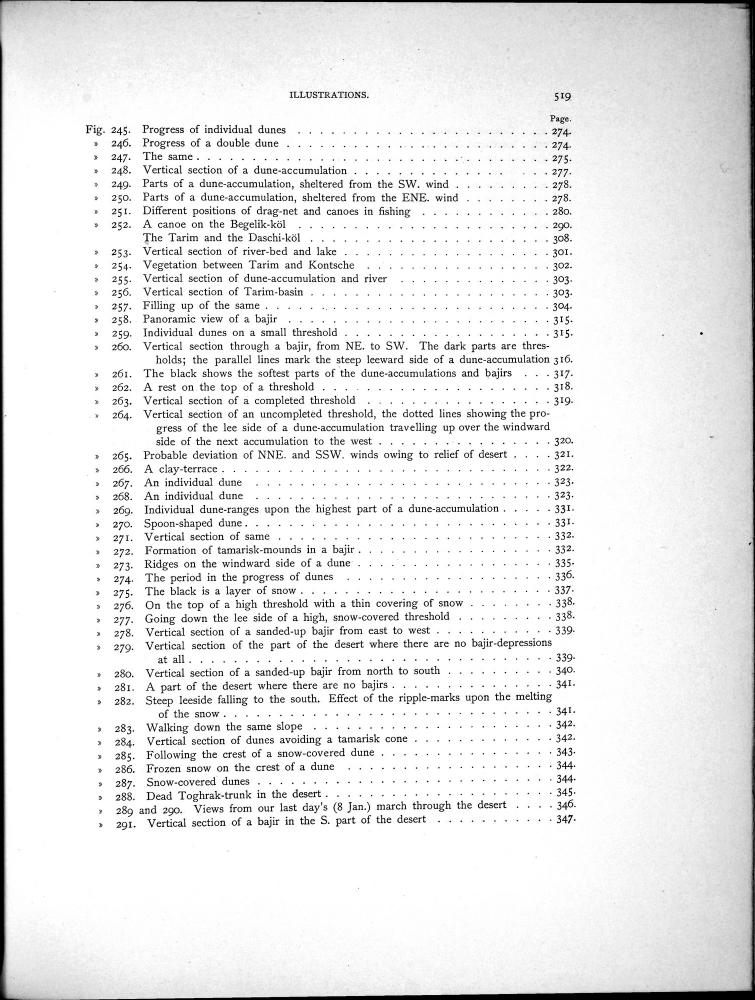 ILLUSTRATIONS. 519
Page.
Fig. 245. Progress of individual dunes . . . . . . . . . . . . . . . . . . . . . . . 274.
» 246. Progress of a double dune . . . . . . . . . . . . . . . . . . . . . . . . 274.
» 247. The same . . . . . . . . . . . . . . . . . . . . . . . . . . . . . . . 275.
» 248. Vertical section of a dune-accumulation . . . . . . . . . . . . . . . . 277.
» 249. Parts of a dune-accumulation, sheltered from the SW. wind . . . . . . . . . 278.
» 250. Parts of a dune-accumulation, sheltered from the ENE. wind . . . . . . . . 278.
» 251. Different positions of drag-net and canoes in fishing . . . . . . . . . . . . 280.
» 252. A canoe on the Begelik-köl . . . . . . . . . . . . . . . . . . . . . . . 290.
The Tarim and the Daschi-köl . . . . . . . . . . . . . . . . . . . . . . 308.
» 253. Vertical section of river-bed and lake . . . . . . . . . . . . . . . . . . . 301.
» 254. Vegetation between Tarim and Kontsche . . . . . . . . . . . . . . . . . 302.
» 255. Vertical section of dune-accumulation and river . . . . . . . . . . . . . . 303.
» 256. Vertical section of Tarim-basin . . . . . . . . . . . . . . . . . . . . . . 303.
» 257. Filling up of the same . . . . . . . . . . . . . . . . . . . . . . . . . . 304.
» 258. Panoramic view of a bajir . . . . . . . . . . . . . . . . . . . . . . . . 315.
» 259. Individual dunes on a small threshold . . . . . . . . . . . . . . . . . . . 315.
» 260. Vertical section through a bajir, from NE. to SW. The dark parts are thres-
holds; the parallel lines mark the steep leeward side of a dune-accumulation 316.
» 261. The black shows the softest parts of the dune-accumulations and bajirs . . . 317.
» 262. A rest on the top of a threshold . . . . . . . . . . . . . . . . . . . . . 318.
» 263. Vertical section of a completed threshold . . . . . . . . . . . . . . . . . 319.
» 264. Vertical section of an uncompleted threshold, the dotted lines showing the pro-
gress of the lee side of a dune-accumulation travelling up over the windward
side of the next accumulation to the west . . . . . . . . . . . . . . . . 320.
» 265. Probable deviation of NNE. and SSW. winds owing to relief of desert . . . . 321.
» 266. A clay-terrace . . . . . . . . . . . . . . . . . . . . . . . . . . . . . 322.
» 267. An individual dune . . . . . . . . . . . . . . . . . . . . . . . . . . . 323.
» 268. An individual dune . . . . . . . . . . . . . . . . . . . . . . . . . . . 323.
» 269. Individual dune-ranges upon the highest part of a dune-accumulation . . . . . 331.
» 270. Spoon-shaped dune . . . . . . . . . . . . . . . . . . . . . . . . . . . 331.
» 271. Vertical section of same . . . . . . . . . . . . . . . . . . . . . . . . . 332.
» 272. Formation of tamarisk-mounds in a bajir . . . . . . . . . . . . . . . . . . 332.
» 273. Ridges on the windward side of a dune . . . . . . . . . . . . . . . . . . 335.
» 274. The period in the progress of dunes . . . . . . . . . . . . . . . . . . . 336.
» 275. The black is a layer of snow . . . . . . . . . . . . . . . . . . . . . . . 337.
» 276. On the top of a high threshold with a thin covering of snow . . . . . . . . 338.
» 277. Going down the lee side of a high, snow-covered threshold . . . . . . . . . 338.
» 278. Vertical section of a sanded-up bajir from east to west . . . . . . . . . . . 339.
» 279. Vertical section of the part of the desert where there are no bajir-depressions
at all . . . . . . . . . . . . . . . . . . . . . . . . . . . . . . . . 339.
» 280. Vertical section of a sanded-up bajir from north to south . . . . . . . . . . 340.
» 281. A part of the desert where there are no bajirs . . . . . . . . . . . . . . . 341.
» 282. Steep leeside falling to the south. Effect of the ripple-marks upon the melting
of the snow . . . . . . . . . . . . . . . . . . . . . . . . . . . . . 341.
» 283. Walking down the same slope . . . . . . . . . . . . . . . . . . . . . . 342.
» 284. Vertical section of dunes avoiding a tamarisk cone . . . . . . . . . . . . . 342.
» 285. Following the crest of a snow-covered dune . . . . . . . . . . . . . . . . 343.
» 286. Frozen snow on the crest of a dune . . . . . . . . . . . . . . . . . . . 344.
» 287. Snow-covered dunes . . . . . . . . . . . . . . . . . . . . . . . . . . . 344.
» 288. Dead Toghrak-trunk in the desert . . . . . . . . . . . . . . . . . . . . . 345.
» 289 and 290. Views from our last day's (8 Jan.) march through the desert . . . . 346.
» 291. Vertical section of a bajir in the S. part of the desert . . . . . . . . . . . 347.